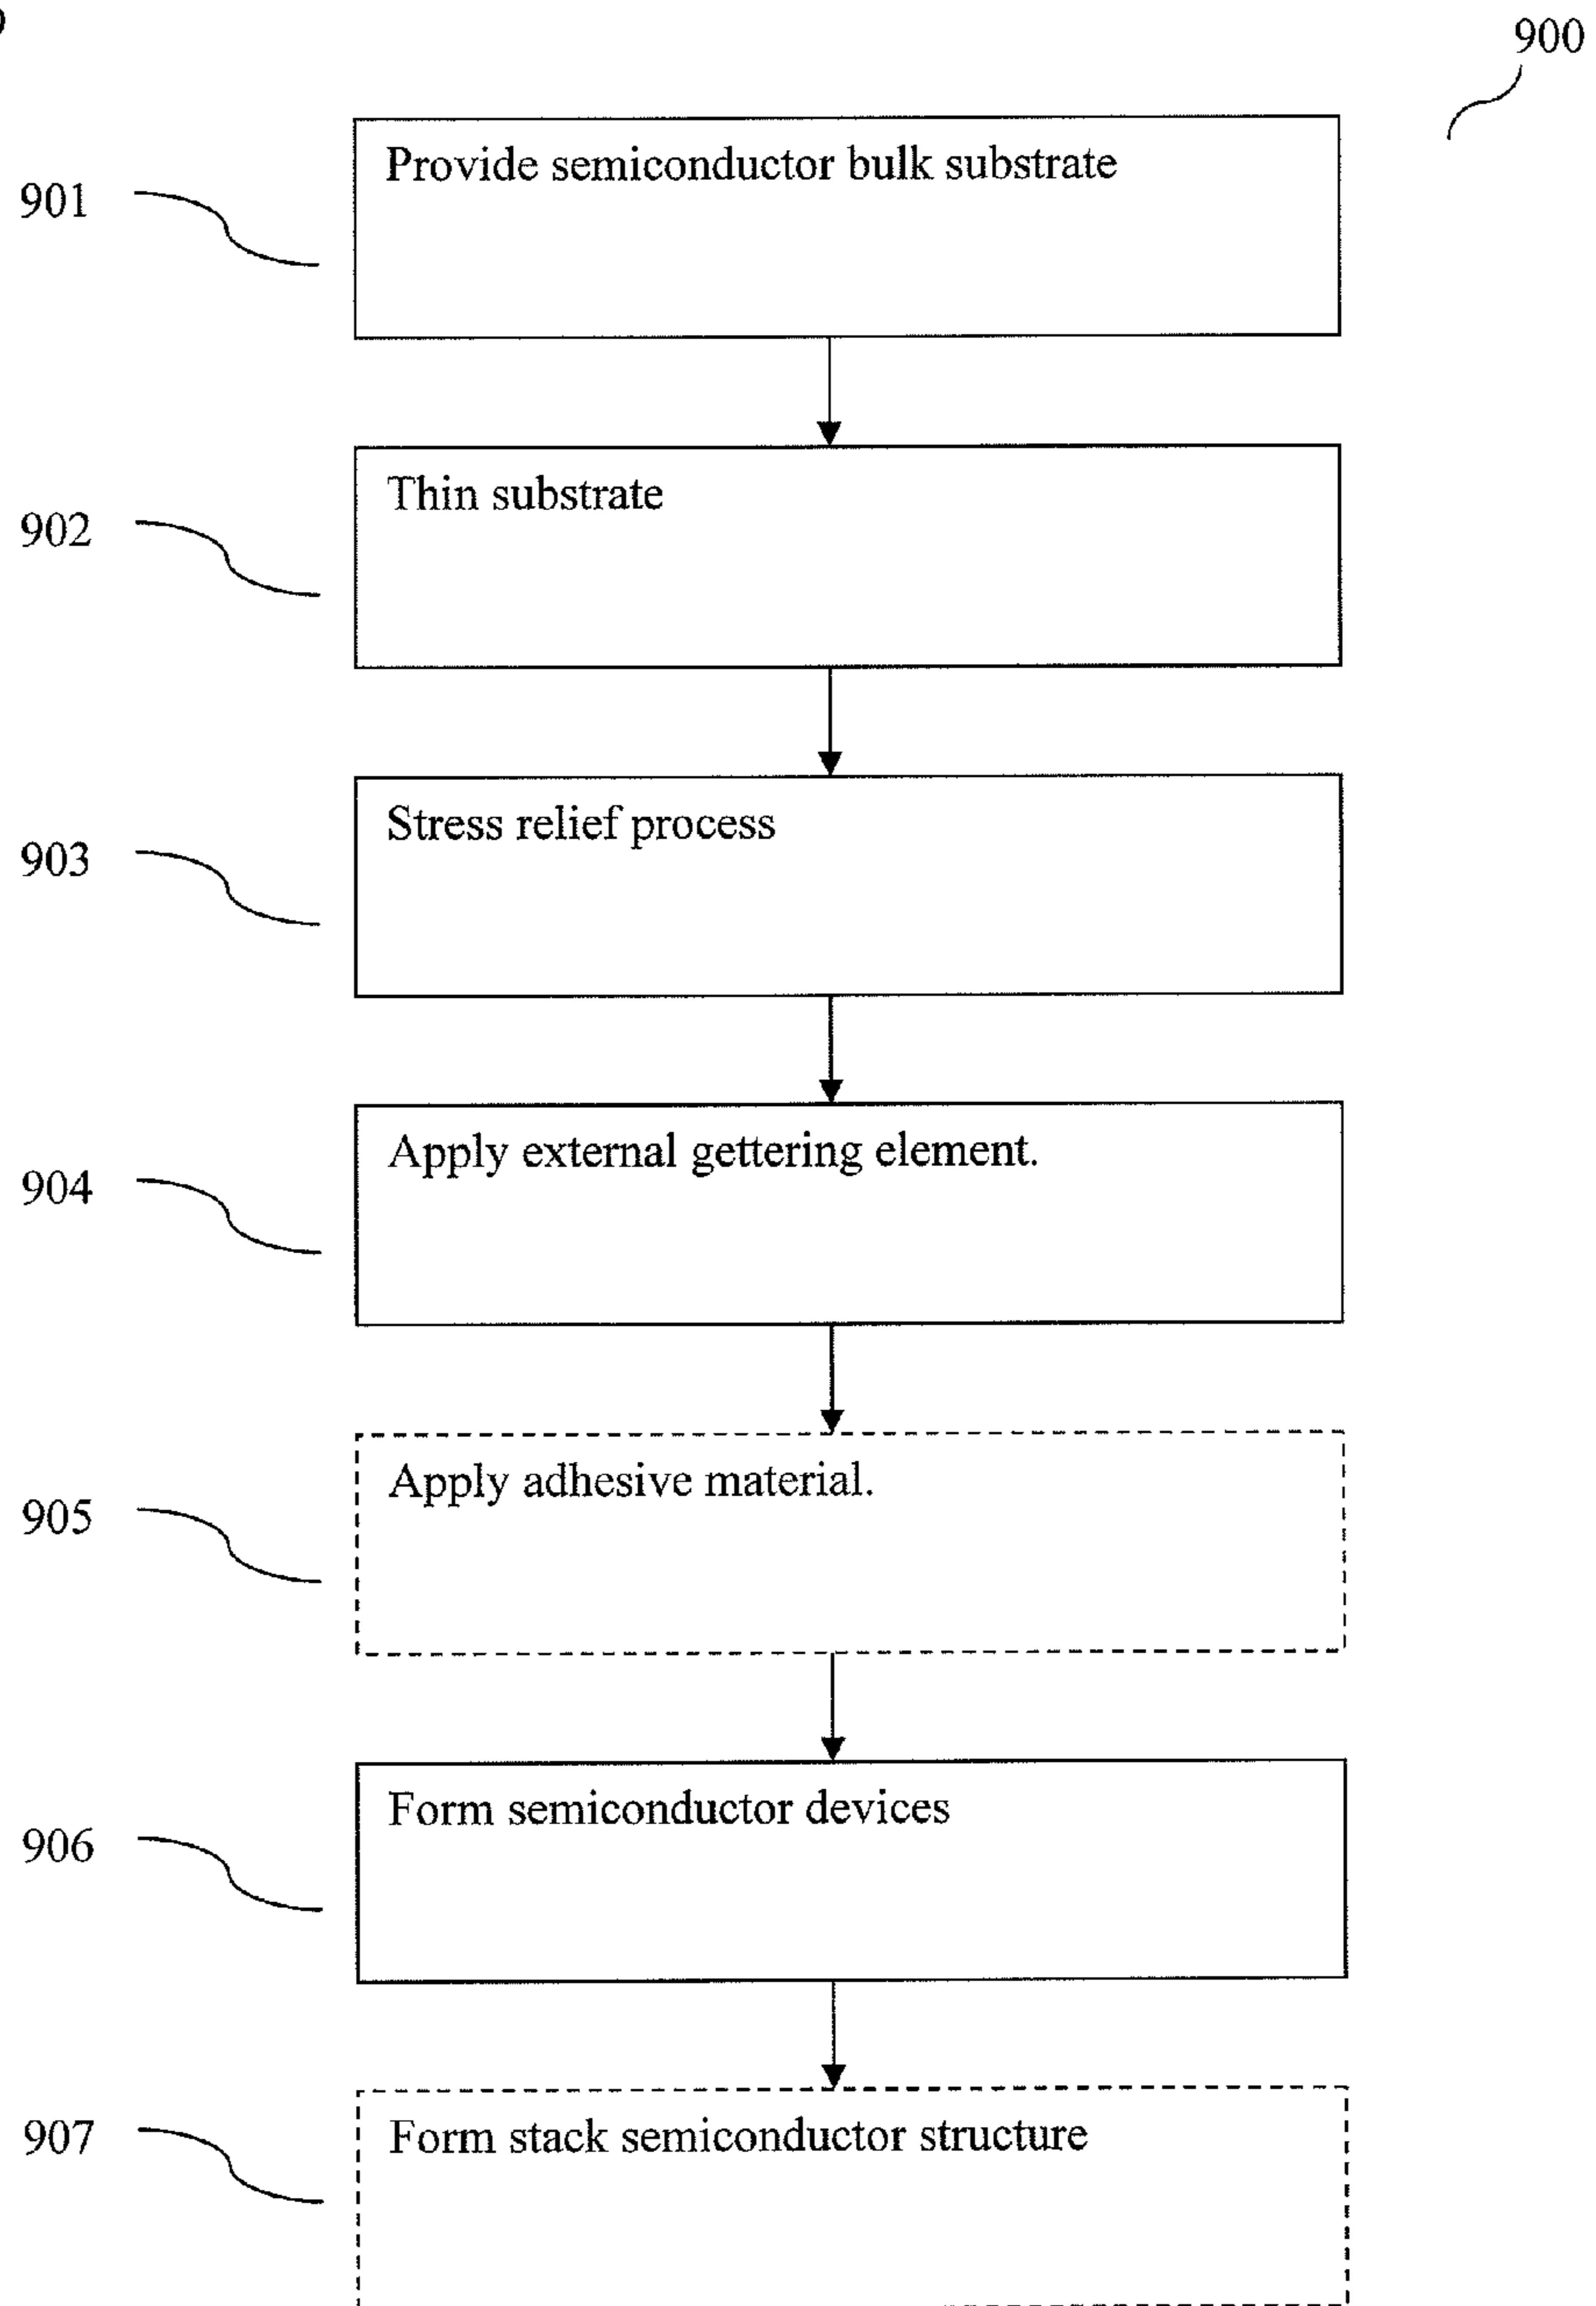 900
901
Provide semiconductor bulk substrate
902
Thin substrate
903
Stress relief process
904
Apply external gettering element.
905
Apply adhesive material.
906
Form semiconductor devices
907
Form stack semiconductor structure